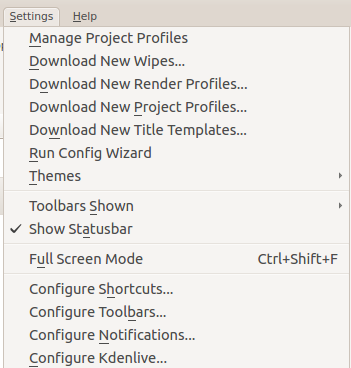 Settings Help
Manage Project Profiles
Download New Wipes...
Download New Render Profiles...
Download New Project Profiles...
Download New Title Templates...
Run Config Wizard
Themes
Toolbars Shown
Show Statusbar
Full Screen Mode Ctrl+Shift+F
Configure Shortcuts...
Configure Toolbars...
Configure Notifications...
Configure Kdenlive...